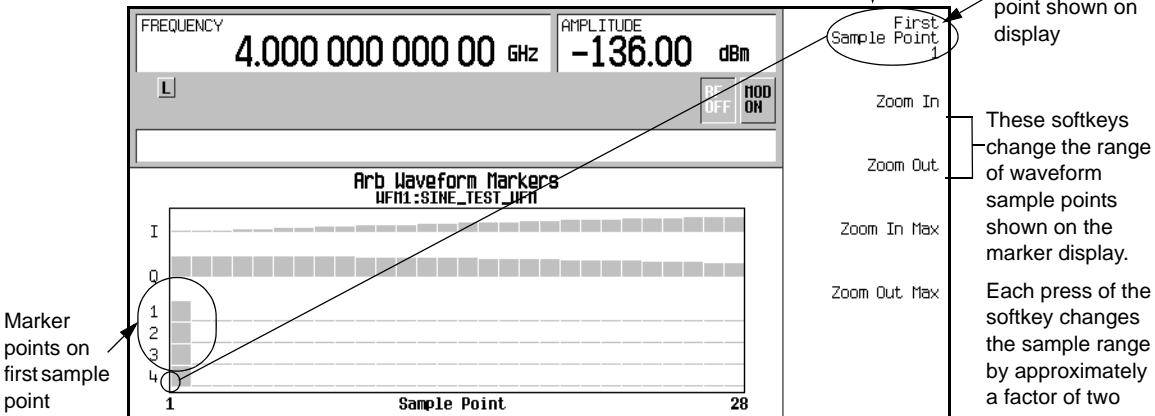 point shown on
display
FREQUENCY
4.000 000 000 00 GHz
AMPLITUDE
-136.00 dBm
First
Sample Point
1
L
RF
OFF
MOD
ON
Zoom In
Zoom Out
Zoom In Max
Zoom Out Max
These softkeys
change the range
of waveform
sample points
shown on the
marker display.
Each press of the
softkey changes
the sample range
by approximately
a factor of two
Arb Waveform Markers
WFM1:SINE_TEST_WFM
I
Q
1
2
3
4
1
Sample Point
28
Marker
points on
first sample
point